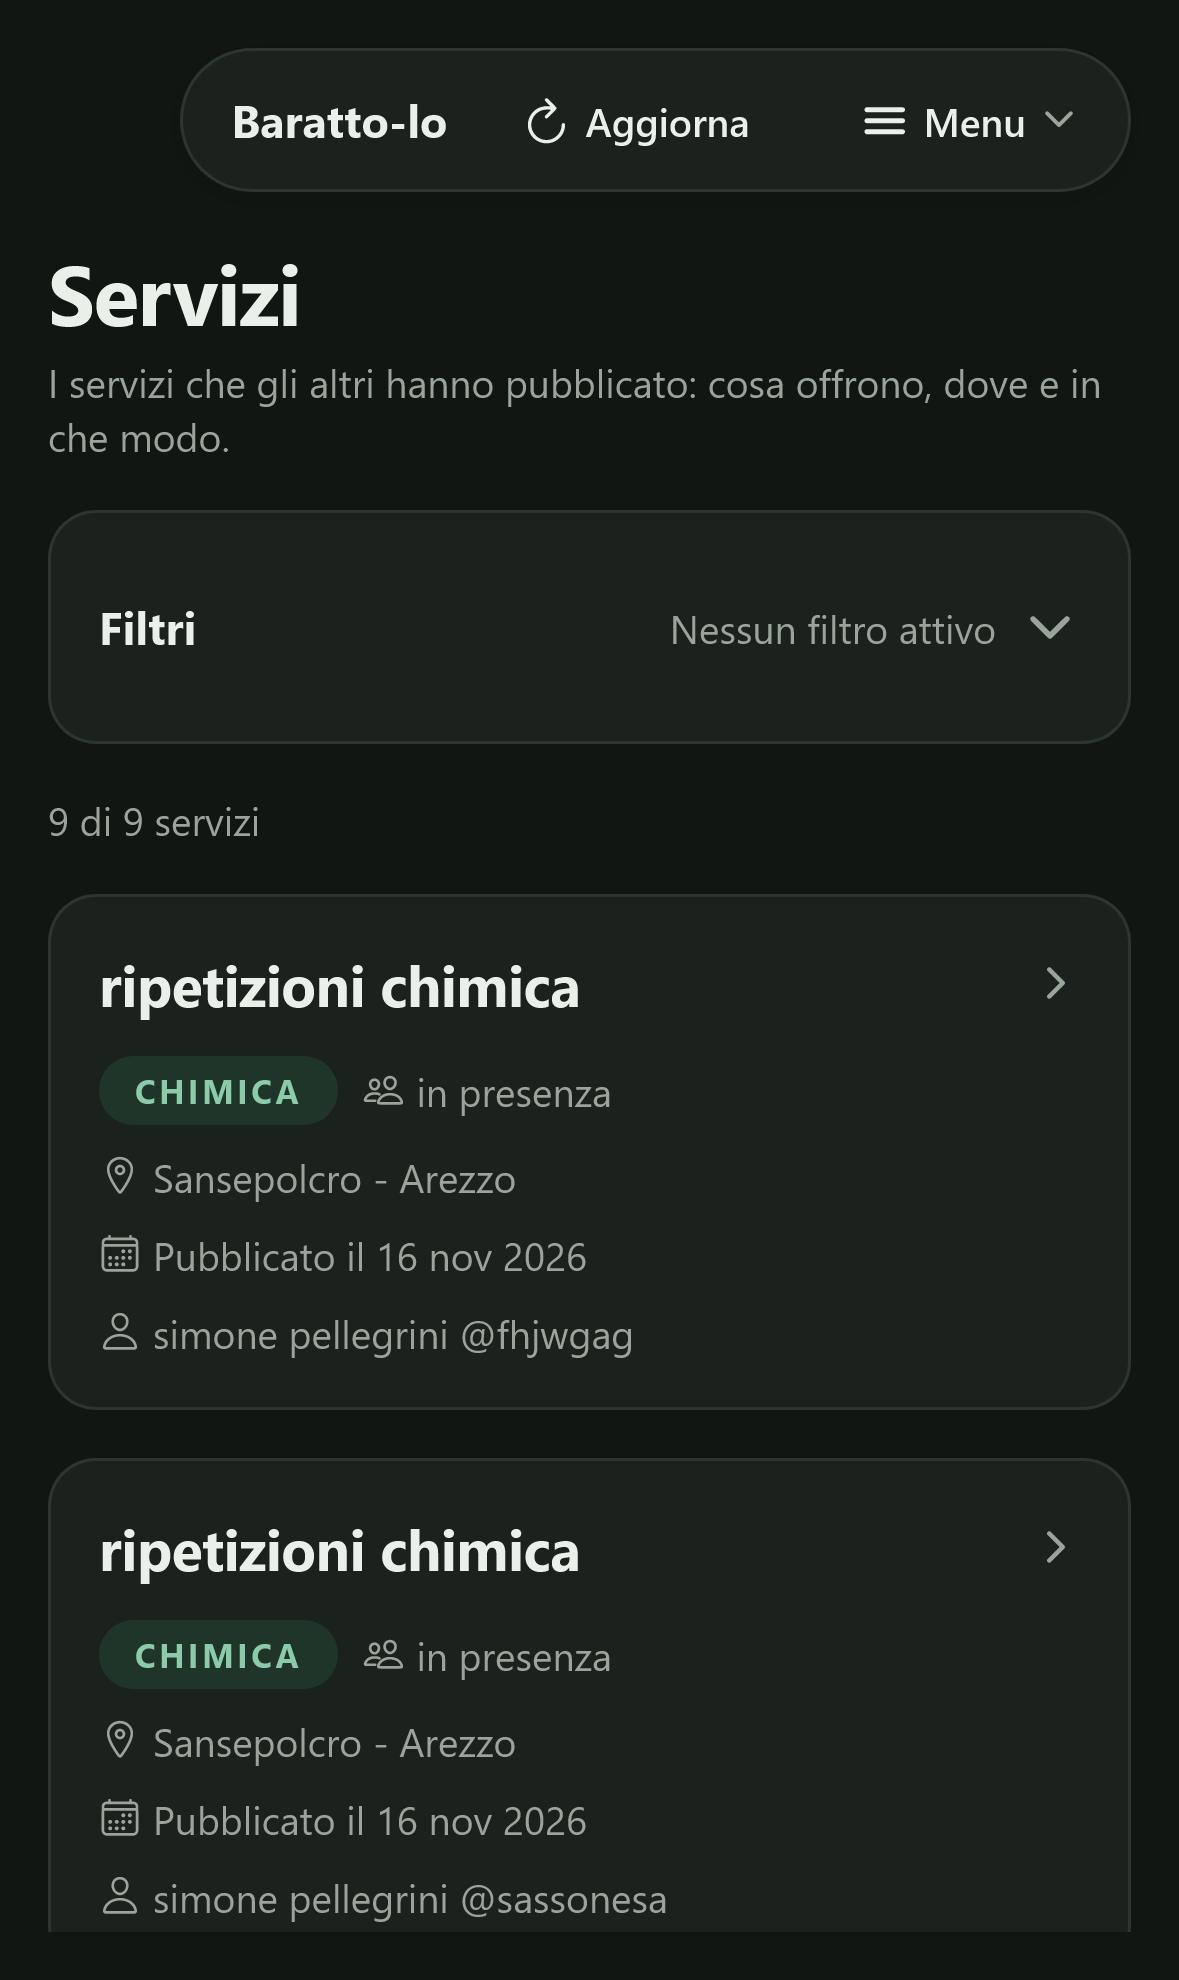 Baratto-lo Aggiorna Menu
Servizi
I servizi che gli altri hanno pubblicato: cosa offrono, dove e in
che modo.
Filtri Nessun filtro attivo
9 di 9 servizi
ripetizioni chimica
CHIMICA in presenza
Sansepolcro - Arezzo
Pubblicato il 16 nov 2026
simone pellegrini @fhjwgag
ripetizioni chimica
CHIMICA in presenza
Sansepolcro - Arezzo
Pubblicato il 16 nov 2026
simone pellegrini @sassonesa